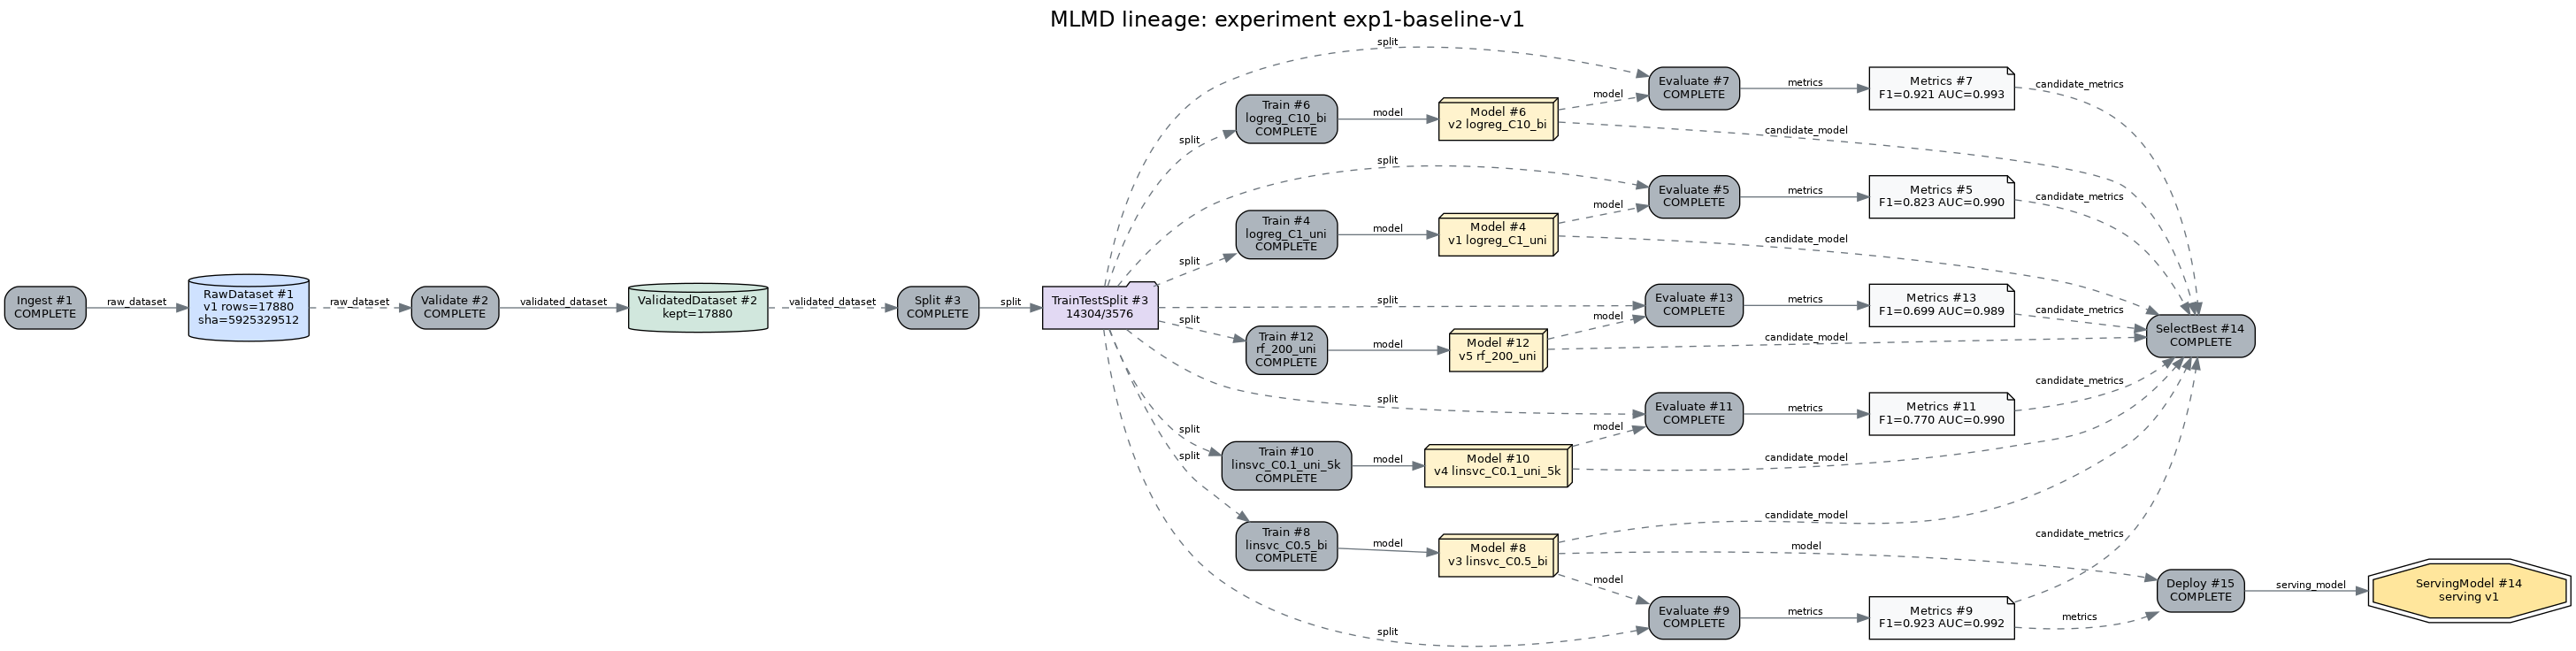 MLMD lineage: experiment exp1-baseline-v1
Ingest #1
COMPLETE
raw_dataset
RawDataset #1
v1 rows=17880
sha=5925329512
raw_dataset
Validate #2
COMPLETE
validated_dataset
ValidatedDataset #2
kept=17880
validated_dataset
Split #3
COMPLETE
split
TrainTestSplit #3
14304/3576
split
split
Train #6
logreg_C10_bi
COMPLETE
model
Model #6
v2 logreg_C10_bi
model
candidate_model
Evaluate #7
COMPLETE
metrics
Metrics #7
F1=0.921 AUC=0.993
candidate_metrics
split
split
Train #4
logreg_C1_uni
COMPLETE
model
Model #4
v1 logreg_C1_uni
model
candidate_model
Evaluate #5
COMPLETE
metrics
Metrics #5
F1=0.823 AUC=0.990
candidate_metrics
split
split
Train #12
rf_200_uni
COMPLETE
model
Model #12
v5 rf_200_uni
model
candidate_model
Evaluate #13
COMPLETE
metrics
Metrics #13
F1=0.699 AUC=0.989
candidate_metrics
split
split
Train #10
linsvc_C0.1_uni_5k
COMPLETE
model
Model #10
v4 linsvc_C0.1_uni_5k
model
candidate_model
Evaluate #11
COMPLETE
metrics
Metrics #11
F1=0.770 AUC=0.990
candidate_metrics
split
split
Train #8
linsvc_C0.5_bi
COMPLETE
model
Model #8
v3 linsvc_C0.5_bi
candidate_model
model
model
Evaluate #9
COMPLETE
metrics
Metrics #9
F1=0.923 AUC=0.992
candidate_metrics
metrics
SelectBest #14
COMPLETE
Deploy #15
COMPLETE
serving_model
ServingModel #14
serving v1